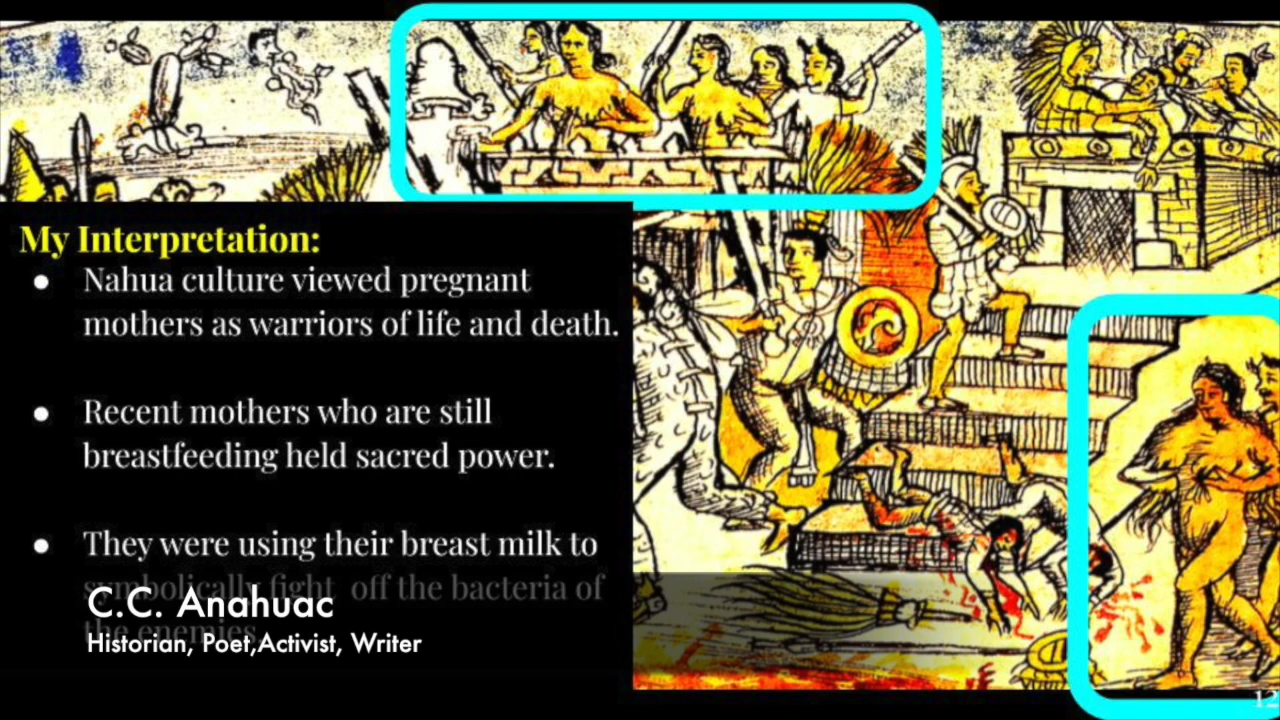 My Interpretation:
● Nahua culture viewed pregnant
mothers as warriors of life and death.
● Recent mothers who are still
breastfeeding held sacred power.
● They were using their breast milk to
symbolically fight off the bacteria of
the enemies.
C.C. Anahuac
Historian, Poet,Activist, Writer
12